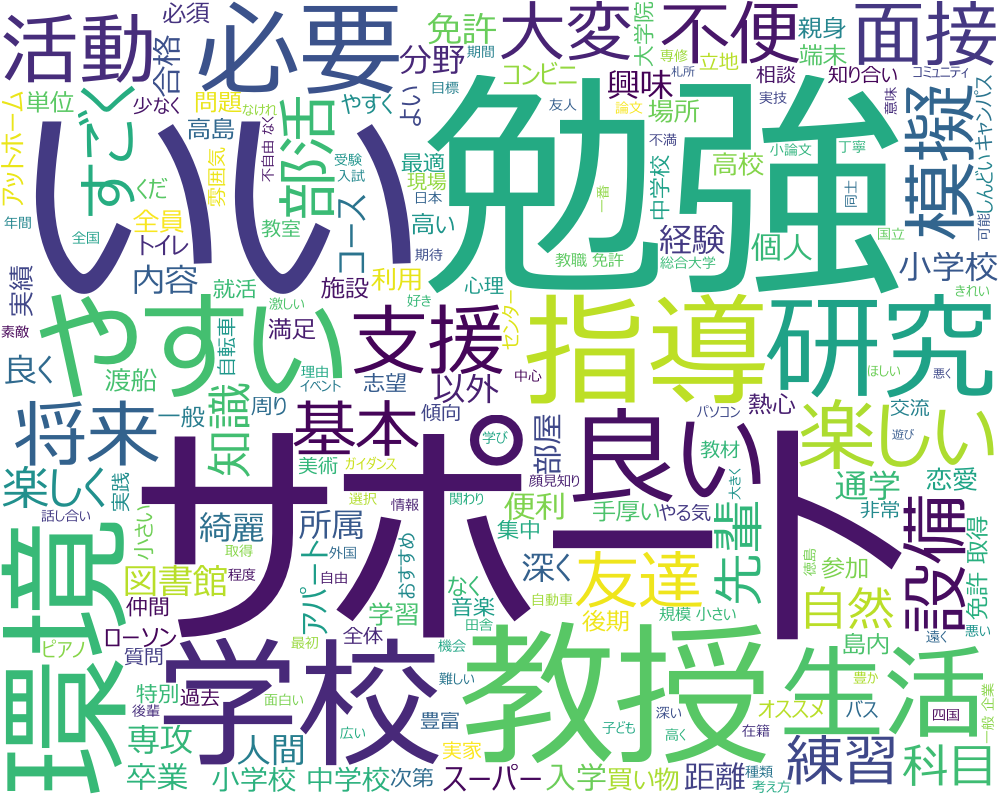 活動
必須
合格
必要
免許
期間
大変
大学院
不便
専修
立地
親身
端末
面接
分野
コンビニ
興味
札所
相談
知り合い
コミュニティ
アットホーム
単位
少なく
問題
なけれ
やすく
よい
目標
友人
論文
場所
実技
意味
キャンパス
すごく
高島
不自由
なく
部活
受験
入試
最適
勉強
不満
小論文
丁寧
模擬
いい
雰囲気
現場
日本
中学校
高校
同士
可能
しんどい
くだ
全員
教室
コース
高い
一番
年間
全国
トイレ
期待
教職
免許
経験
総合大学
個人
国立
小学校
きれい
実績
内容
就活
施設
利用
心理
センター
素敵
やすい
激しい
自転車
満足
支援
好き
指導
研究
ほしい
悪く
良く
渡船
理由
イベント
志望
以外
中心
将来
一般
知識
周り
基本
傾向
部屋
良い
熱心
パソコン
楽しい
交流
遊び
学び
美術
ガイダンス
顔見知り
教材
大きく
楽しく
実践
選択
情報
関わり
便利
手厚い
やる気
先輩
通学
恋愛
非常
設備
取得
話し合い
小さい
綺麗
所属
サポート
集中
環境
取得
程度
外国
アパート
自由
おすすめ
深く
友達
徳島
参加
免許
悪い
図書館
仲間
学習
なく
音楽
自動車
田舎
後期
規模
小さい
自然
島内
遠く
ピアノ
ローソン
質問
学校
最初
全体
機会
教授
生活
豊か
特別
過去
後輩
面白い
難しい
豊富
深い
オススメ
バス
四国
一般
企業
専攻
人間
広い
実家
子ども
高く
在籍
練習
科目
卒業
小学校
中学校
次第
スーパー
入学
買い物
距離
種類
考え方